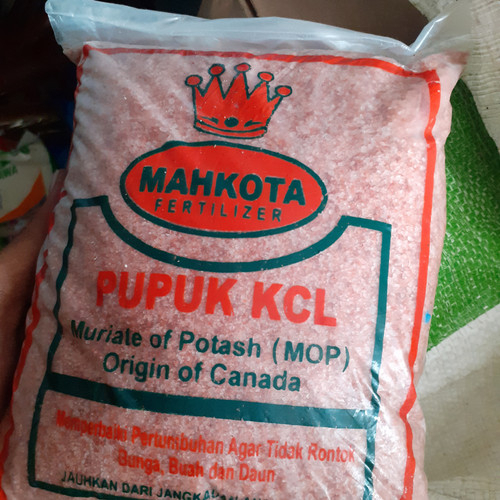 MAHKOTA
FERTILIZER
PUPUK KCL
Muriate of Potash (MOP)
Origin of Canada
Memperbaiki Pertumbuhan Agar Tidak Rontok
Bunga, Buah dan Daun
JAUHKAN DARI JANGKAUAN